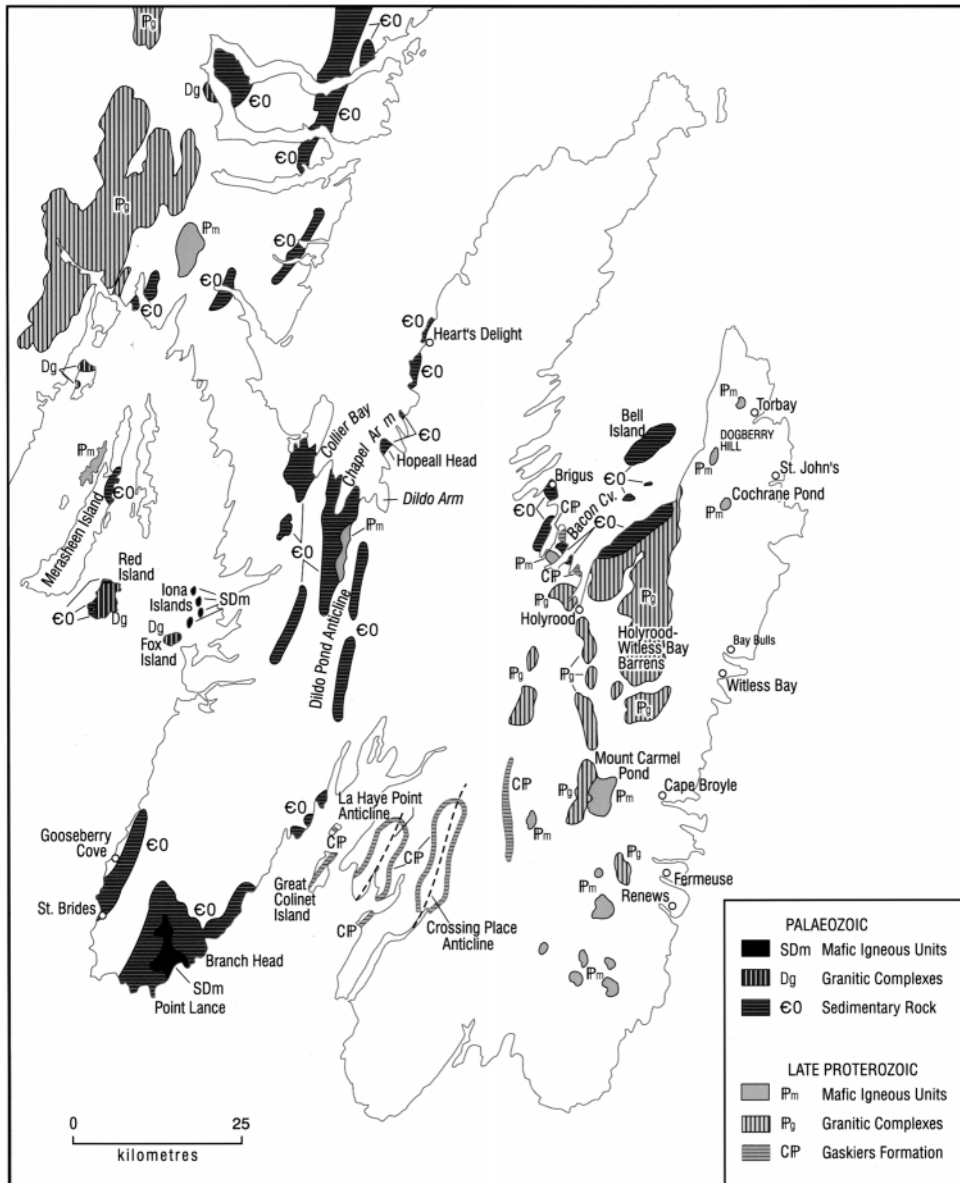 ℙg
Є0
Dg
Є0
Є0
Є0
ℙg
ℙm
Є0
Є0
Є0
Є0
Heart's Delight
Є0
Dg
ℙm
Torbay
Bell
Island
DOGBERRY
HILL
ℙm
St. John's
Collier Bay
Chapel Ar m
Є0
Hopeall Head
Dildo Arm
ℙm
Є0
Merasheen Island
Brigus
Є0
Cℙ
Bacon Cv.
Є0
Є0
ℙm
Cochrane Pond
ℙm
Є0
ℙm
Cℙ
ℙg
Holyrood
ℙg
Red
Island
Є0
Dg
Iona
Islands
SDm
Dg
Fox
Island
Dildo Pond Anticline
Є0
Holyrood-
Witless Bay
Barrens
Bay Bulls
Witless Bay
ℙg
ℙg
ℙg
Mount Carmel
Pond
Cℙ
ℙg
ℙm
Cape Broyle
ℙm
La Haye Point
Anticline
Є0
Cℙ
Cℙ
Gooseberry
Cove
Є0
Great
Colinet
Island
Cℙ
St. Brides
Є0
Crossing Place
Anticline
ℙg
ℙm
Fermeuse
Renews
Branch Head
SDm
Point Lance
ℙm
0 25
kilometres
PALAEOZOIC
SDm Mafic Igneous Units
Dg Granitic Complexes
Є0 Sedimentary Rock
LATE PROTEROZOIC
ℙm Mafic Igneous Units
ℙg Granitic Complexes
Cℙ Gaskiers Formation